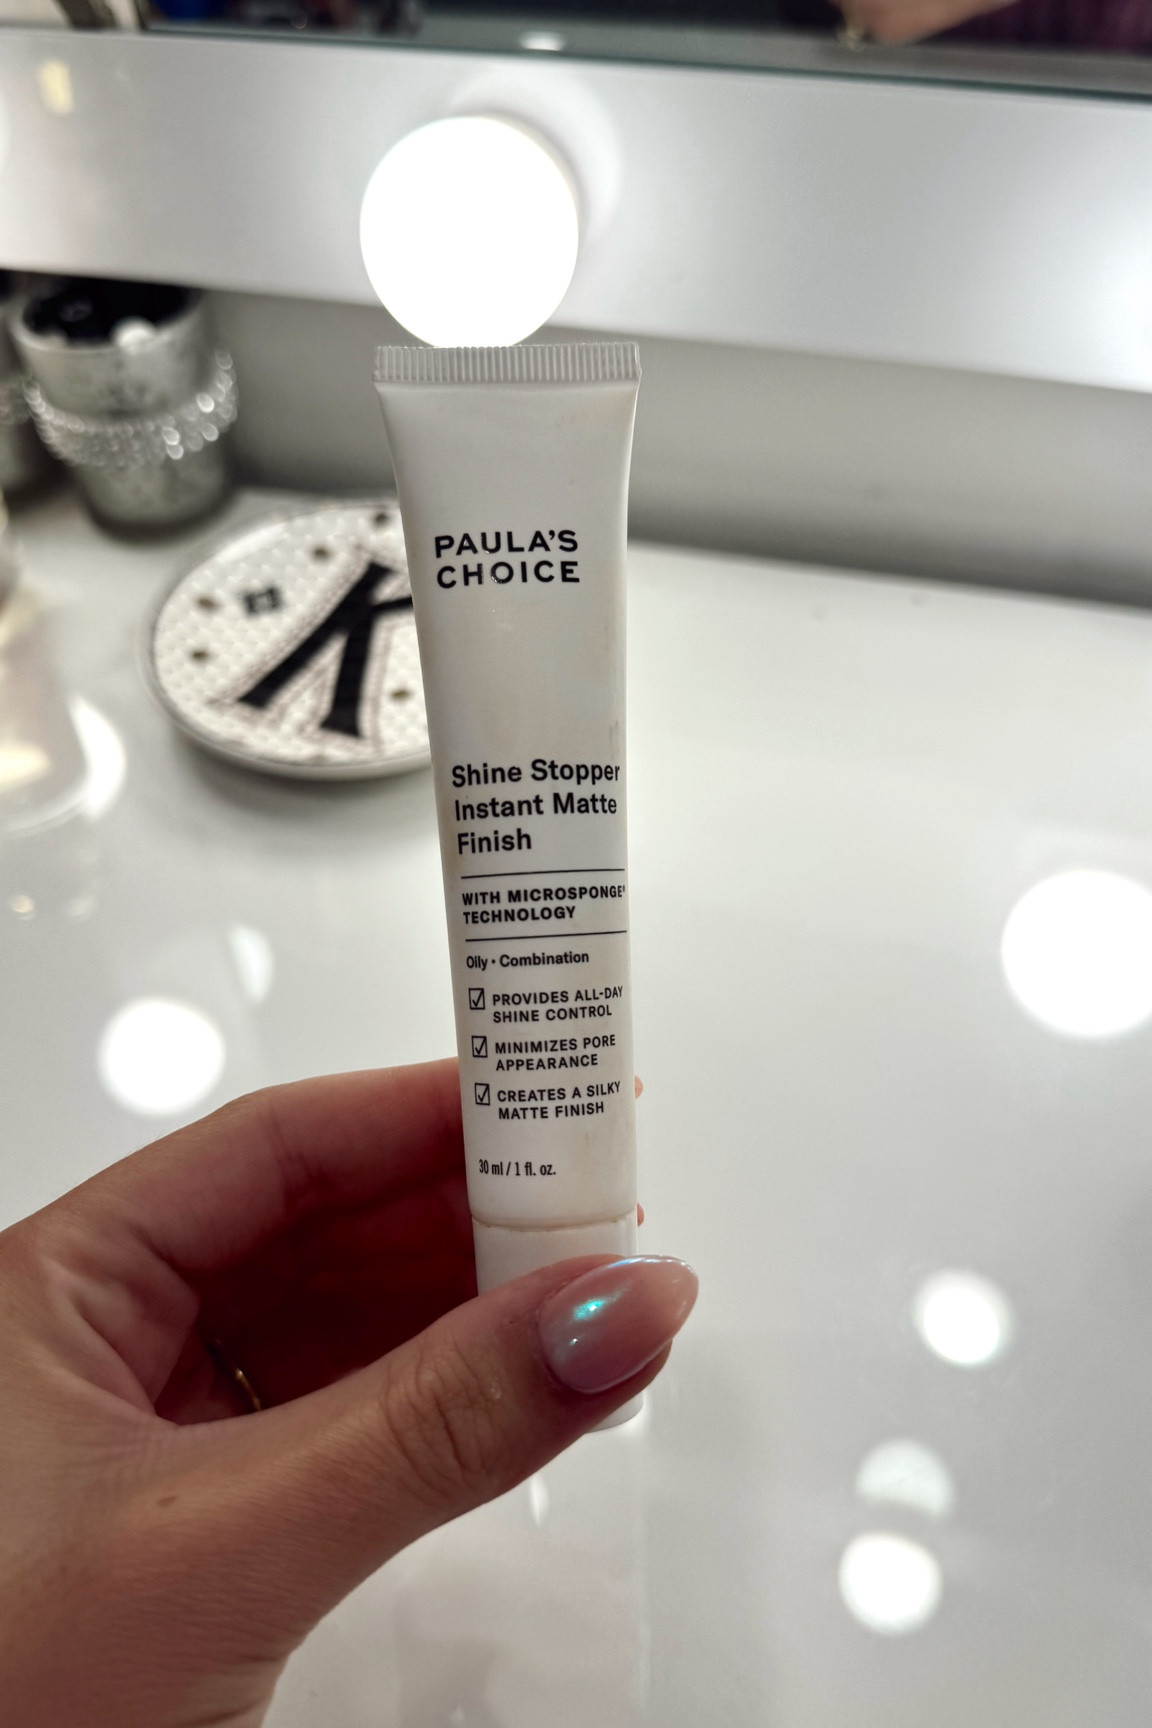 PAULA'S
CHOICE
Shine Stopper
Instant Matte
Finish
WITH MICROSPONGE®
TECHNOLOGY
Oily • Combination
☑ PROVIDES ALL-DAY
SHINE CONTROL
☑ MINIMIZES PORE
APPEARANCE
☑ CREATES A SILKY
MATTE FINISH
30 ml / 1 fl. oz.
K